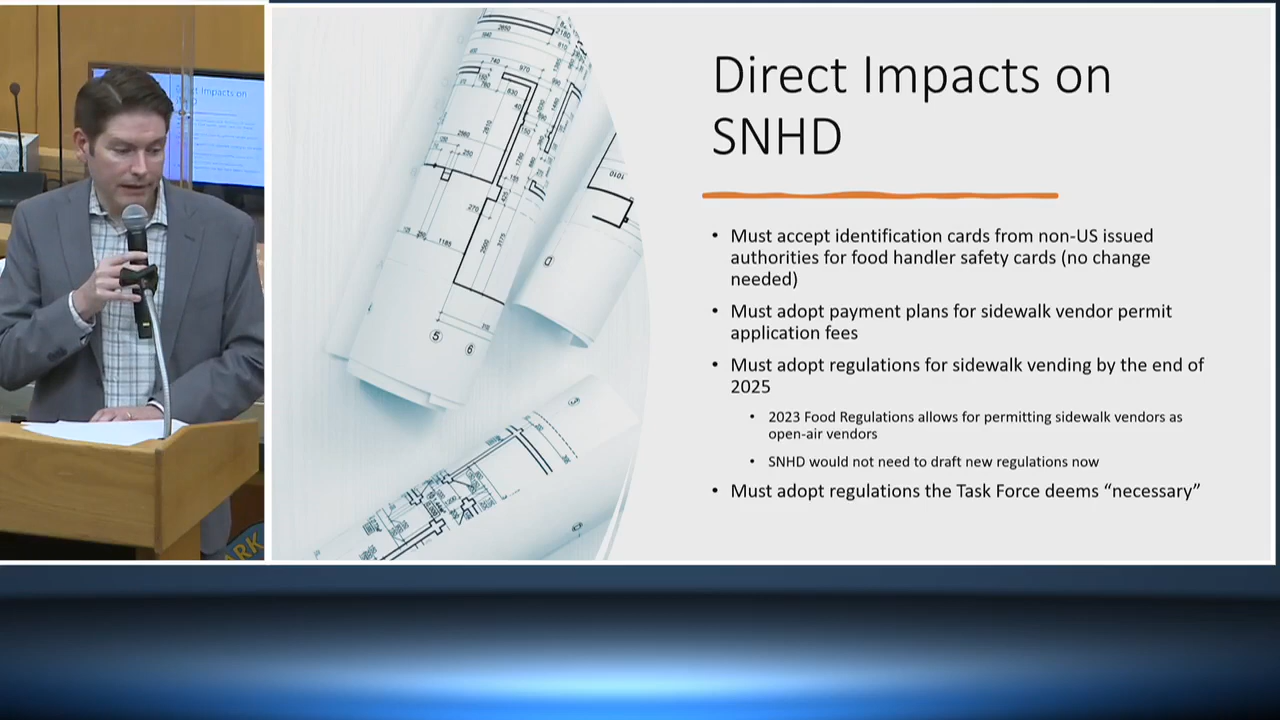 Direct Impacts on
SNHD
• Must accept identification cards from non-US issued
authorities for food handler safety cards (no change
needed)
• Must adopt payment plans for sidewalk vendor permit
application fees
• Must adopt regulations for sidewalk vending by the end of
2025
• 2023 Food Regulations allows for permitting sidewalk vendors as
open-air vendors
• SNHD would not need to draft new regulations now
• Must adopt regulations the Task Force deems “necessary”
ARK